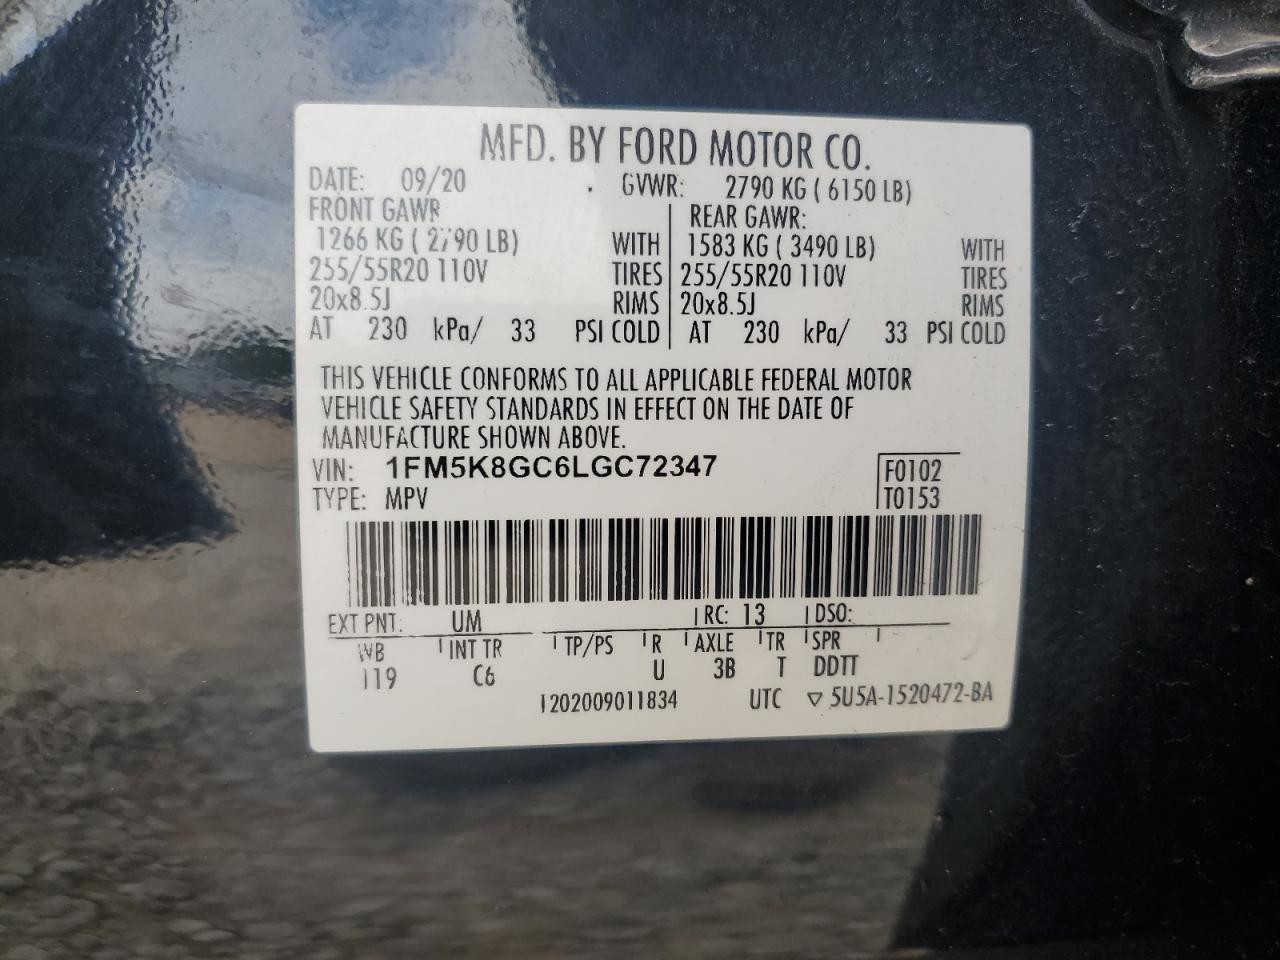 MFD. BY FORD MOTOR CO.
DATE: 09/20 GVWR: 2790 KG ( 6150 LB)
FRONT GAWR REAR GAWR:
1266 KG ( 2790 LB) WITH 1583 KG ( 3490 LB) WITH
255/55R20 110V TIRES 255/55R20 110V TIRES
20x8.5J RIMS 20x8.5J RIMS
AT 230 kPa/ 33 PSI COLD AT 230 kPa/ 33 PSI COLD
THIS VEHICLE CONFORMS TO ALL APPLICABLE FEDERAL MOTOR
VEHICLE SAFETY STANDARDS IN EFFECT ON THE DATE OF
MANUFACTURE SHOWN ABOVE.
VIN: 1FM5K8GC6LGC72347 F0102
TYPE: MPV T0153
EXT PNT: UM RC: 13 DSO:
WB INT TR TP/PS R AXLE TR SPR
119 C6 U 3B T DDTT
1202009011834 UTC ▽ 5U5A-1520472-BA